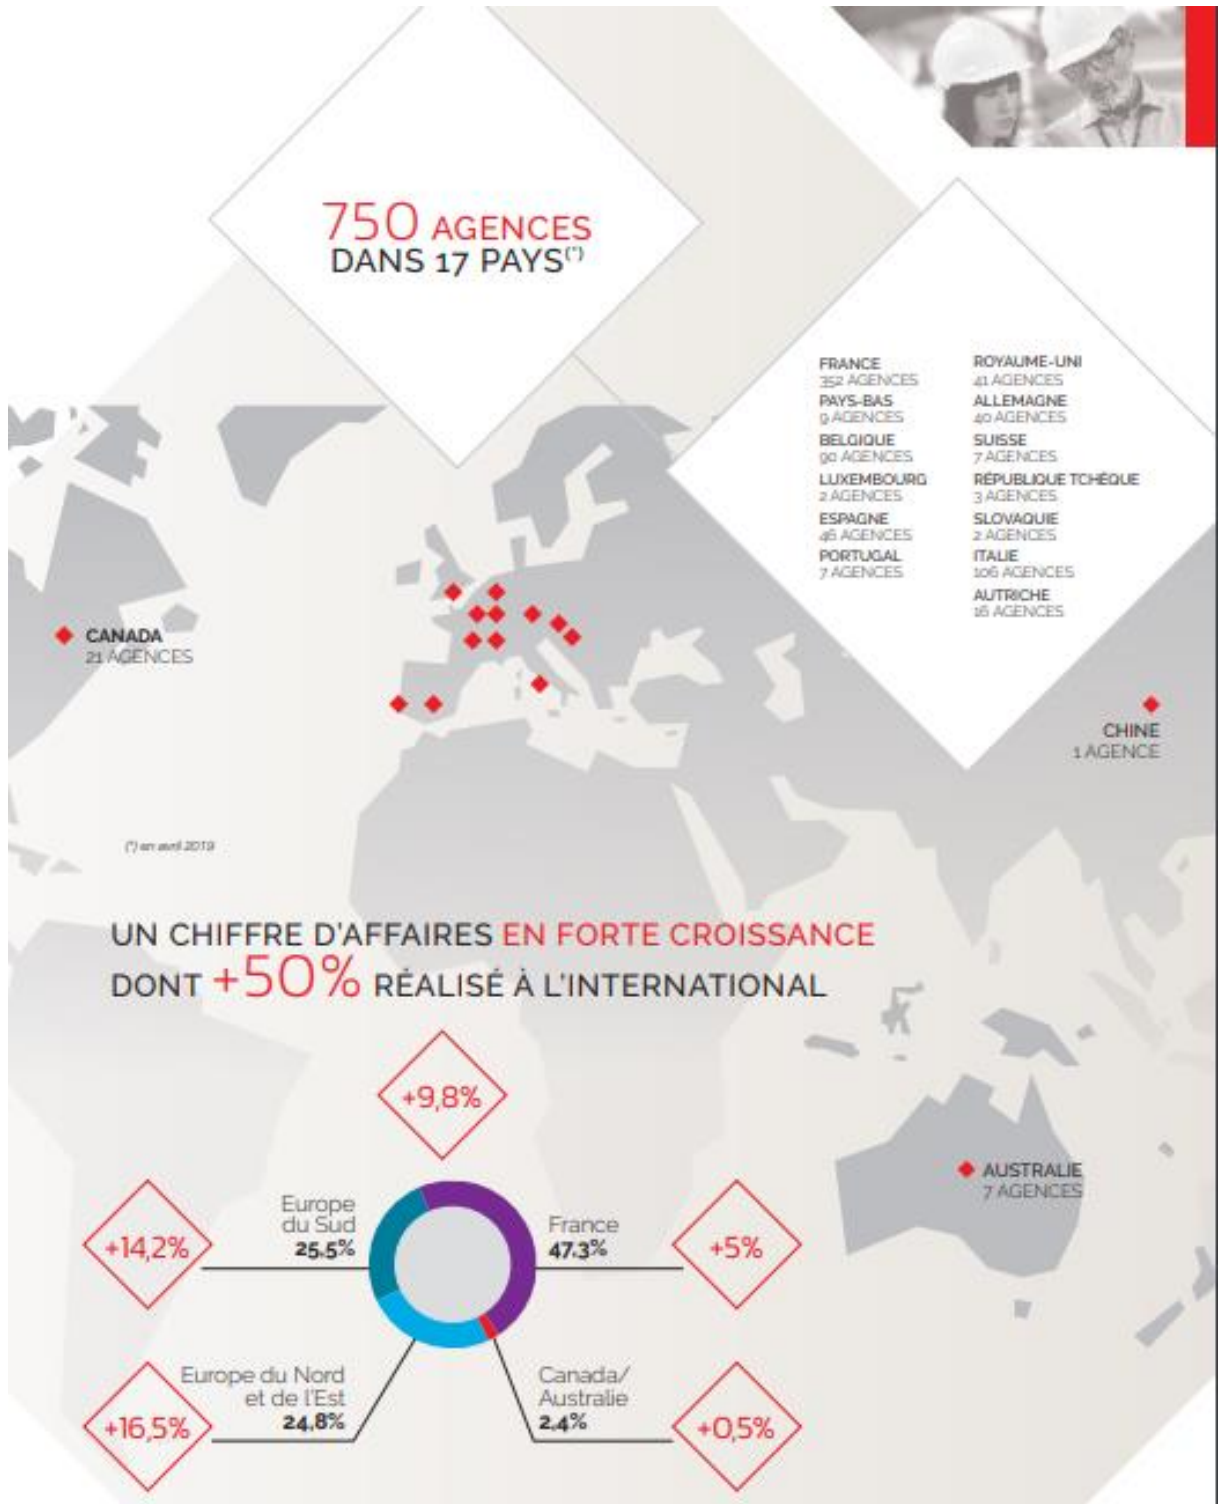 750 AGENCES
DANS 17 PAYS(*)
FRANCE
352 AGENCES
PAYS-BAS
9 AGENCES
BELGIQUE
90 AGENCES
LUXEMBOURG
2 AGENCES
ESPAGNE
46 AGENCES
PORTUGAL
7 AGENCES
ROYAUME-UNI
41 AGENCES
ALLEMAGNE
40 AGENCES
SUISSE
7 AGENCES
RÉPUBLIQUE TCHÈQUE
3 AGENCES
SLOVAQUIE
2 AGENCES
ITALIE
106 AGENCES
AUTRICHE
16 AGENCES
CANADA
21 AGENCES
CHINE
1 AGENCE
(*) en avril 2019
UN CHIFFRE D'AFFAIRES EN FORTE CROISSANCE
DONT +50% RÉALISÉ À L'INTERNATIONAL
+9,8%
AUSTRALIE
7 AGENCES
+14,2%
Europe
du Sud
25,5%
France
47,3%
+5%
+16,5%
Europe du Nord
et de l'Est
24,8%
Canada/
Australie
2,4%
+0,5%